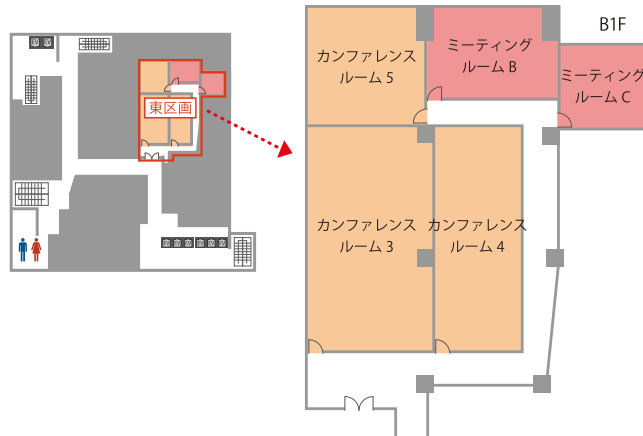 B1F
カンファレンス
ルーム 5
ミーティング
ルーム B
ミーティング
ルーム C
東区画
カンファレンス
ルーム 3
カンファレンス
ルーム 4